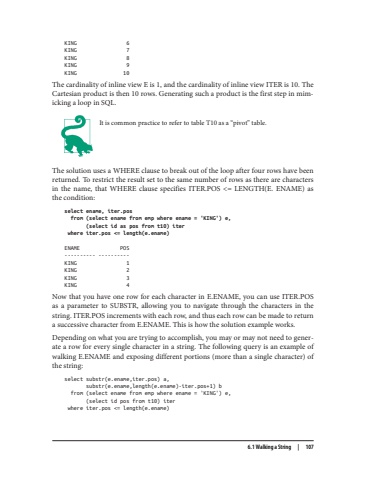 KING 6
KING 7
KING 8
KING 9
KING 10
The cardinality of inline view E is 1, and the cardinality of inline view ITER is 10. The
Cartesian product is then 10 rows. Generating such a product is the first step in mim-
icking a loop in SQL.
It is common practice to refer to table T10 as a “pivot” table.
The solution uses a WHERE clause to break out of the loop after four rows have been
returned. To restrict the result set to the same number of rows as there are characters
in the name, that WHERE clause specifies ITER.POS <= LENGTH(E. ENAME) as
the condition:
select ename, iter.pos
from (select ename from emp where ename = 'KING') e,
(select id as pos from t10) iter
where iter.pos <= length(e.ename)
ENAME POS
---------- ----------
KING 1
KING 2
KING 3
KING 4
Now that you have one row for each character in E.ENAME, you can use ITER.POS
as a parameter to SUBSTR, allowing you to navigate through the characters in the
string. ITER.POS increments with each row, and thus each row can be made to return
a successive character from E.ENAME. This is how the solution example works.
Depending on what you are trying to accomplish, you may or may not need to gener-
ate a row for every single character in a string. The following query is an example of
walking E.ENAME and exposing different portions (more than a single character) of
the string:
select substr(e.ename,iter.pos) a,
substr(e.ename,length(e.ename)-iter.pos+1) b
from (select ename from emp where ename = 'KING') e,
(select id pos from t10) iter
where iter.pos <= length(e.ename)
6.1 Walking a String | 107